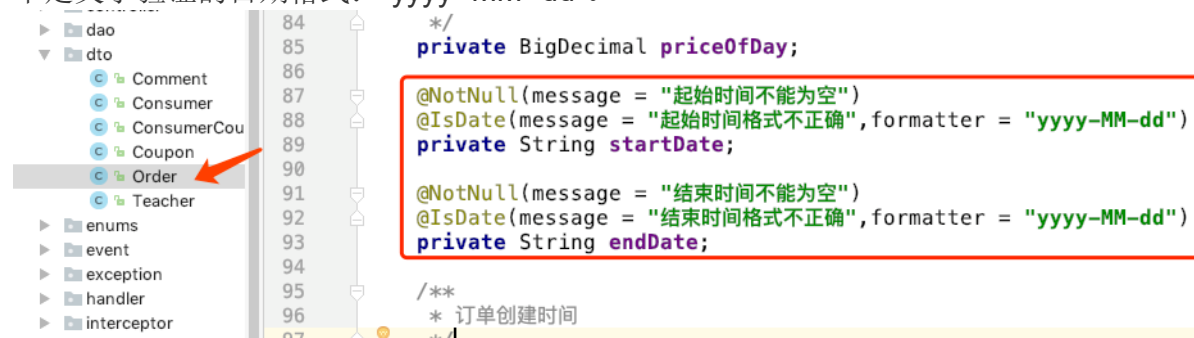 dao
dto
Comment
Consumer
ConsumerCou
Coupon
Order
Teacher
enums
event
exception
handler
interceptor
84 */
85 private BigDecimal priceOfDay;
86
87 @NotNull(message = "起始时间不能为空")
88 @IsDate(message = "起始时间格式不正确",formatter = "yyyy-MM-dd")
89 private String startDate;
90
91 @NotNull(message = "结束时间不能为空")
92 @IsDate(message = "结束时间格式不正确",formatter = "yyyy-MM-dd")
93 private String endDate;
94
95 /**
96 * 订单创建时间
97 */